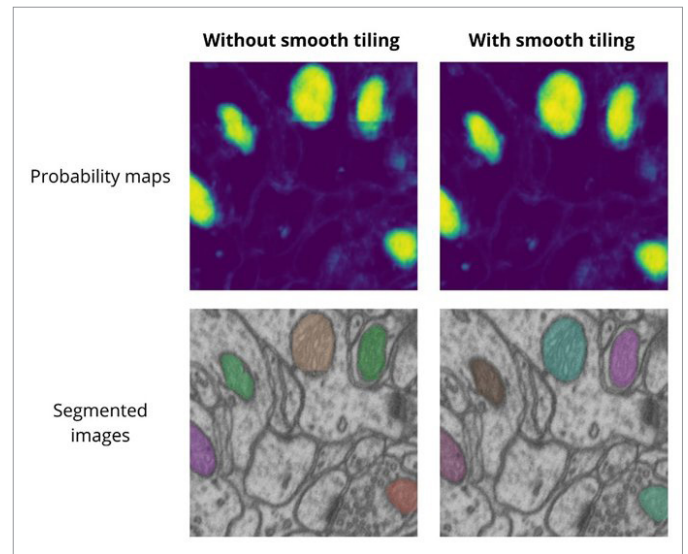 Without smooth tiling
With smooth tiling
Probability maps
Segmented
images